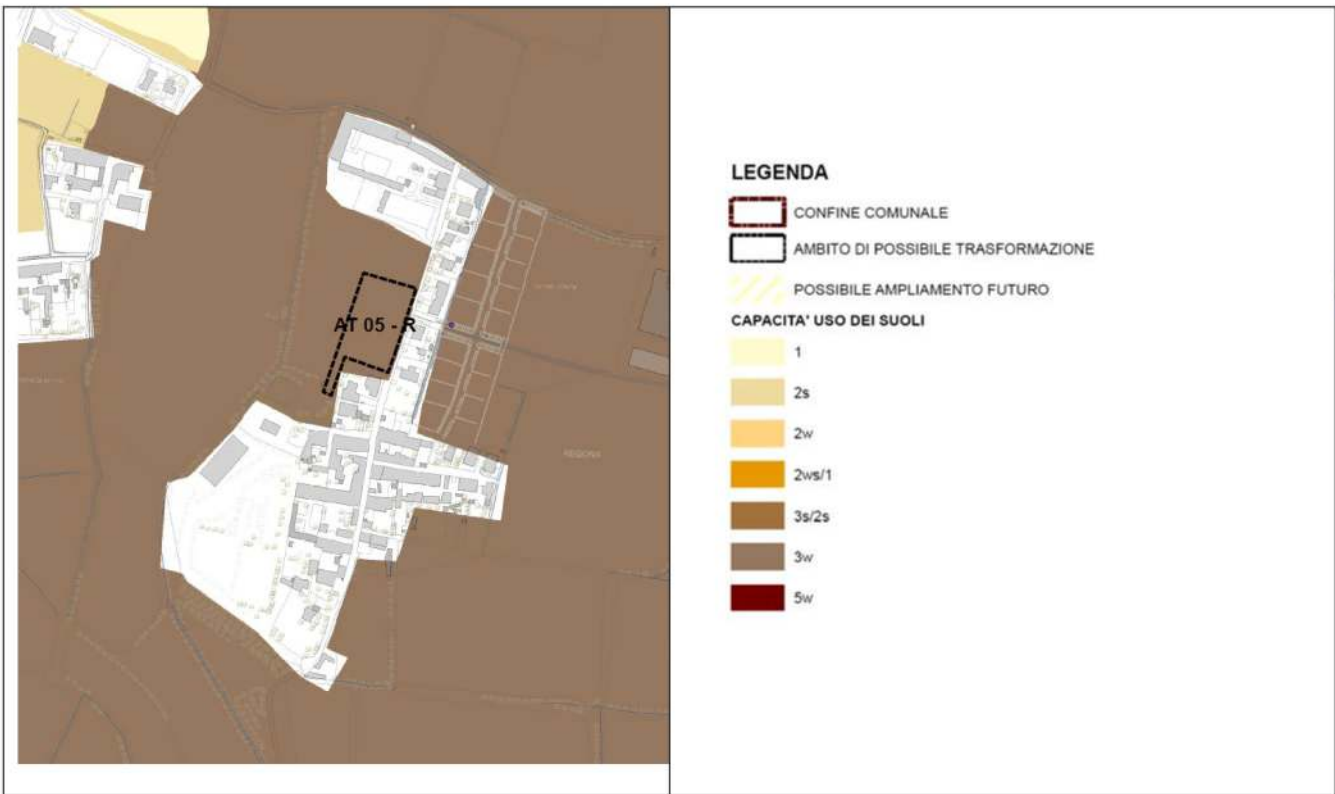 AT 05 - R
REGONA
LEGENDA
CONFINE COMUNALE
AMBITO DI POSSIBILE TRASFORMAZIONE
POSSIBILE AMPLIAMENTO FUTURO
CAPACITA' USO DEI SUOLI
1
2s
2w
2ws/1
3s/2s
3w
5w